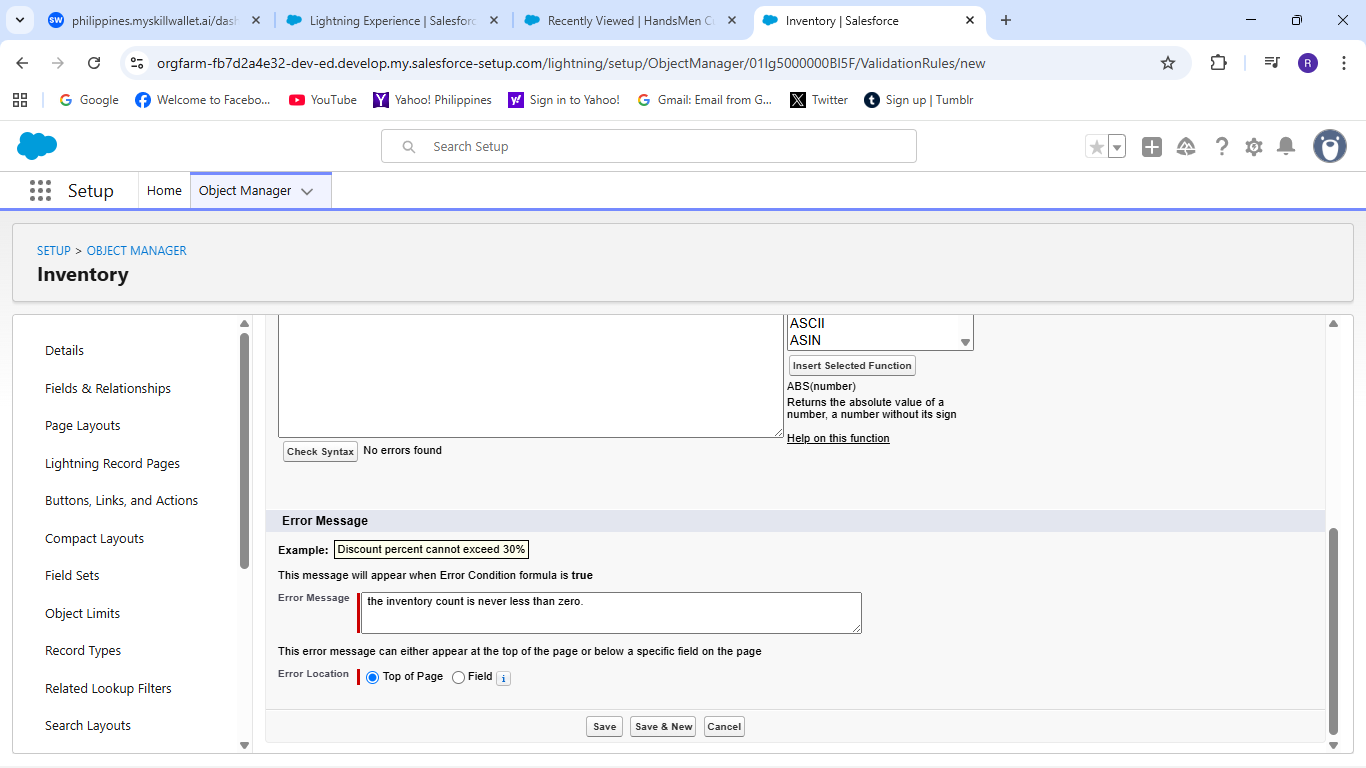 philippines.myskillwallet.ai/dash
Lightning Experience | Salesforc
Recently Viewed | HandsMen C
Inventory | Salesforce
orgfarm-fb7d2a4e32-dev-ed.develop.my.salesforce-setup.com/lightning/setup/ObjectManager/01Ig5000000BI5F/ValidationRules/new
R
Google
Welcome to Facebo...
YouTube
Yahoo! Philippines
Sign in to Yahoo!
Gmail: Email from G...
Twitter
Sign up | Tumblr
Search Setup
Setup
Home
Object Manager
SETUP > OBJECT MANAGER
Inventory
Details
Fields & Relationships
Page Layouts
Lightning Record Pages
Buttons, Links, and Actions
Compact Layouts
Field Sets
Object Limits
Record Types
Related Lookup Filters
Search Layouts
ASCII
ASIN
Insert Selected Function
ABS(number)
Returns the absolute value of a
number, a number without its sign
Help on this function
Check Syntax No errors found
Error Message
Example: Discount percent cannot exceed 30%
This message will appear when Error Condition formula is true
Error Message the inventory count is never less than zero.
This error message can either appear at the top of the page or below a specific field on the page
Error Location Top of Page Field i
Save Save & New Cancel